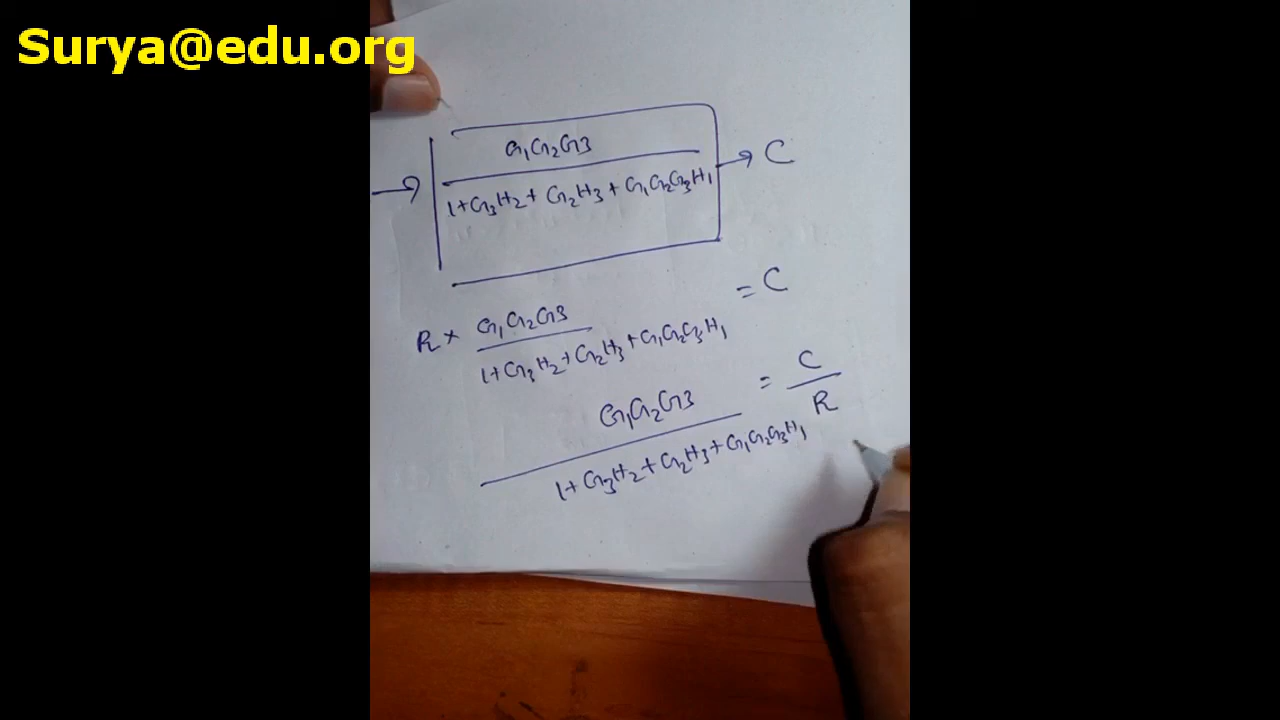 Surya@edu.org
G₁G₂G3
1+G₃H₂+ G₂H₃ + G₁G₂G₃H₁
→ C
R × G₁G₂G3 = C
1+G₃H₂+G₂H₃+G₁G₂G₃H₁
G₁G₂G3 = C
R
1+G₃H₂+G₂H₃+G₁G₂G₃H₁